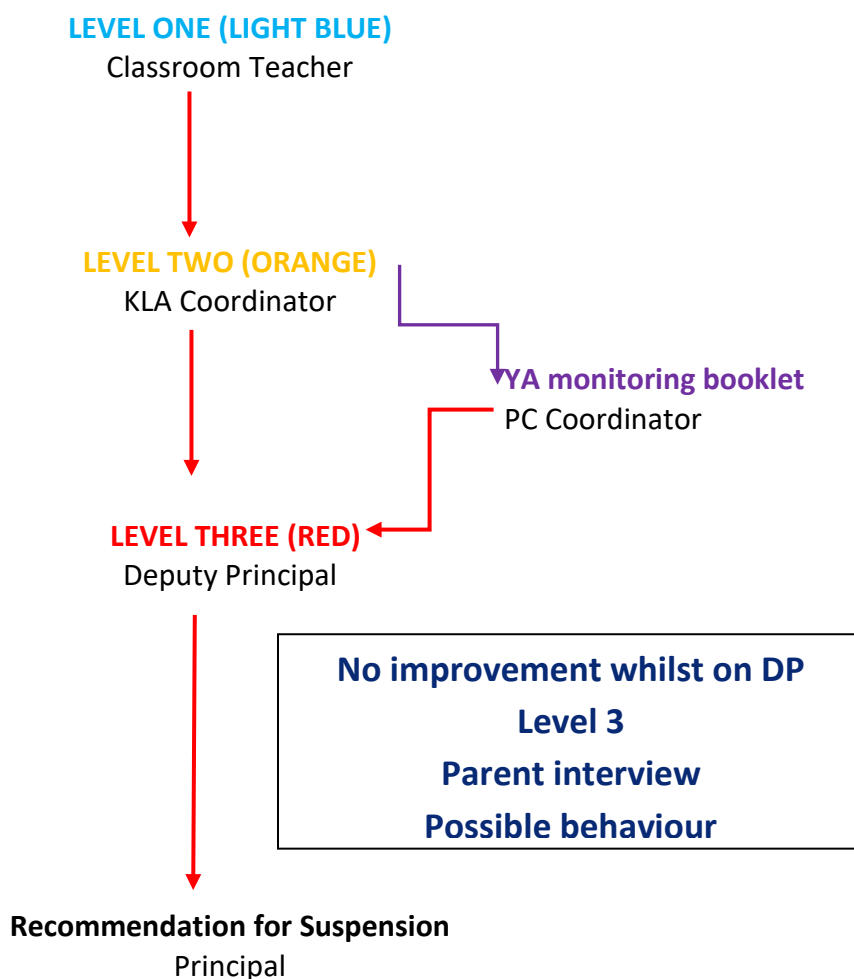 LEVEL ONE (LIGHT BLUE)
Classroom Teacher
LEVEL TWO (ORANGE)
KLA Coordinator
YA monitoring booklet
PC Coordinator
LEVEL THREE (RED)
Deputy Principal
No improvement whilst on DP
Level 3
Parent interview
Possible behaviour
Recommendation for Suspension
Principal